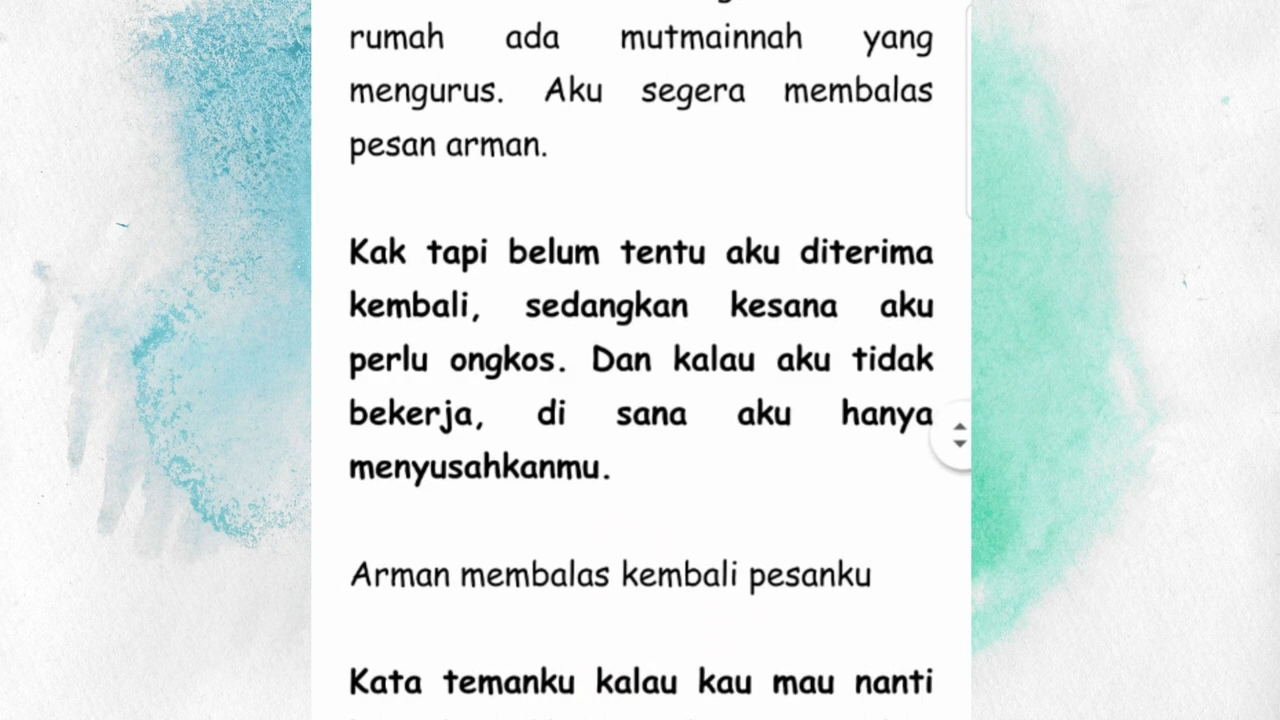 rumah ada mutmainnah yang
mengurus. Aku segera membalas
pesan arman.
Kak tapi belum tentu aku diterima
kembali, sedangkan kesana aku
perlu ongkos. Dan kalau aku tidak
bekerja, di sana aku hanya
menyusahkanmu.
Arman membalas kembali pesanku
Kata temanku kalau kau mau nanti